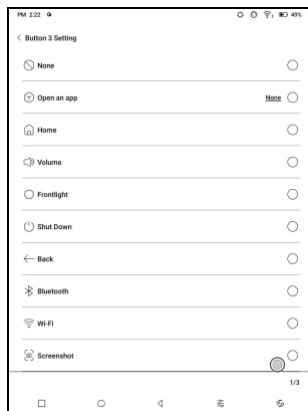 PM 2:22
49%
Button 3 Setting
None
Open an app None
Home
Volume
Frontlight
Shut Down
Back
Bluetooth
Wi-Fi
Screenshot
1/3